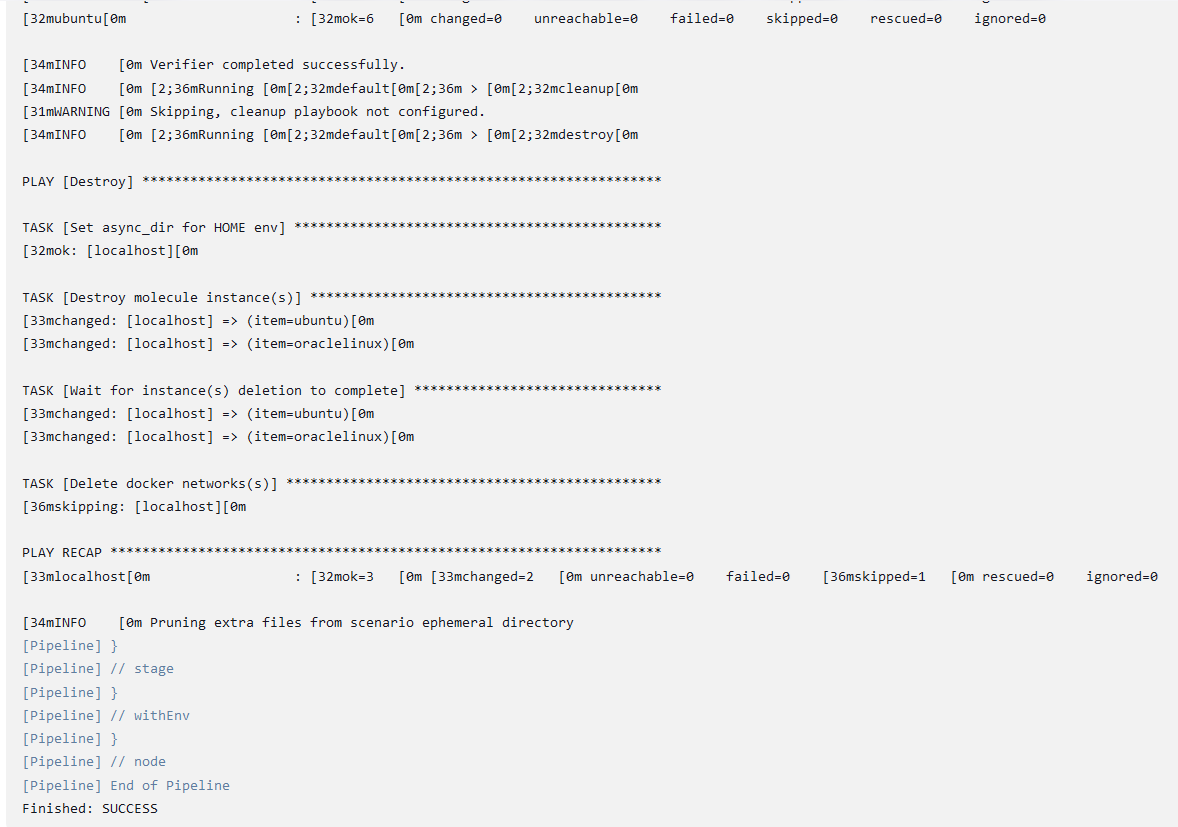 [32mubuntu[0m                     : [32mok=6   [0m changed=0    unreachable=0    failed=0    skipped=0    rescued=0    ignored=0
[34mINFO    [0m Verifier completed successfully.
[34mINFO    [0m [2;36mRunning [0m[2;32mdefault[0m[2;36m > [0m[2;32mcleanup[0m
[31mWARNING [0m Skipping, cleanup playbook not configured.
[34mINFO    [0m [2;36mRunning [0m[2;32mdefault[0m[2;36m > [0m[2;32mdestroy[0m
PLAY [Destroy] *****************************************************************
TASK [Set async_dir for HOME env] **********************************************
[32mok: [localhost][0m
TASK [Destroy molecule instance(s)] ********************************************
[33mchanged: [localhost] => (item=ubuntu)[0m
[33mchanged: [localhost] => (item=oraclelinux)[0m
TASK [Wait for instance(s) deletion to complete] *******************************
[33mchanged: [localhost] => (item=ubuntu)[0m
[33mchanged: [localhost] => (item=oraclelinux)[0m
TASK [Delete docker networks(s)] ***********************************************
[36mskipping: [localhost][0m
PLAY RECAP *********************************************************************
[33mlocalhost[0m                  : [32mok=3   [0m [33mchanged=2   [0m unreachable=0    failed=0    [36mskipped=1   [0m rescued=0    ignored=0
[34mINFO    [0m Pruning extra files from scenario ephemeral directory
[Pipeline] }
[Pipeline] // stage
[Pipeline] }
[Pipeline] // withEnv
[Pipeline] }
[Pipeline] // node
[Pipeline] End of Pipeline
Finished: SUCCESS